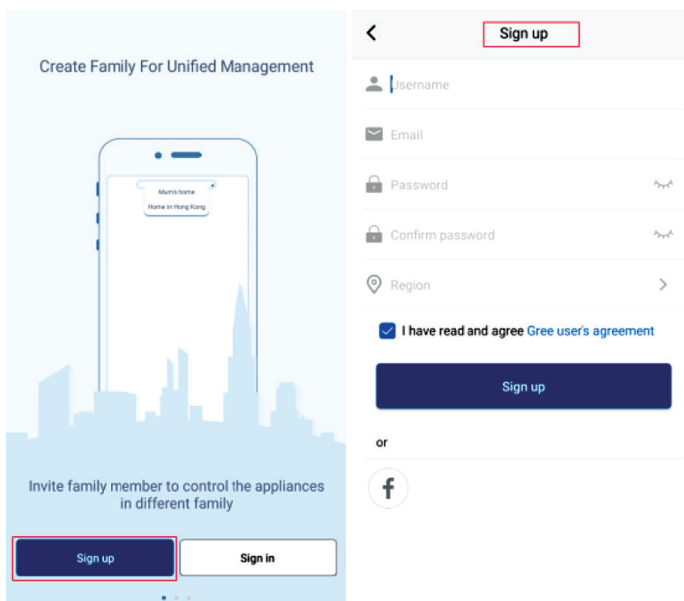 Create Family For Unified Management
Mum's home
Home in Hong Kong
Invite family member to control the appliances
in different family
Sign up
Sign in
Sign up
Username
Email
Password
Confirm password
Region
I have read and agree Gree user's agreement
Sign up
or